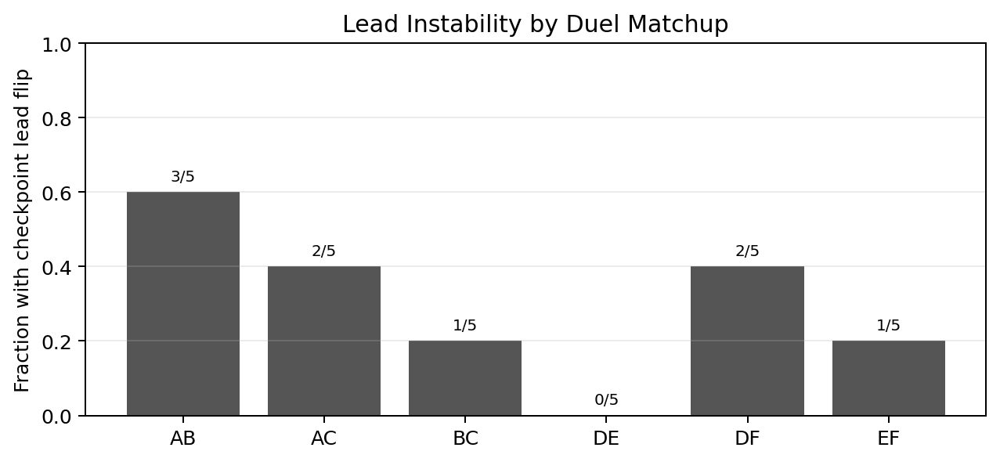 Lead Instability by Duel Matchup
Fraction with checkpoint lead flip
1.0
0.8
0.6
0.4
0.2
0.0
3/5
2/5
1/5
0/5
2/5
1/5
AB
AC
BC
DE
DF
EF